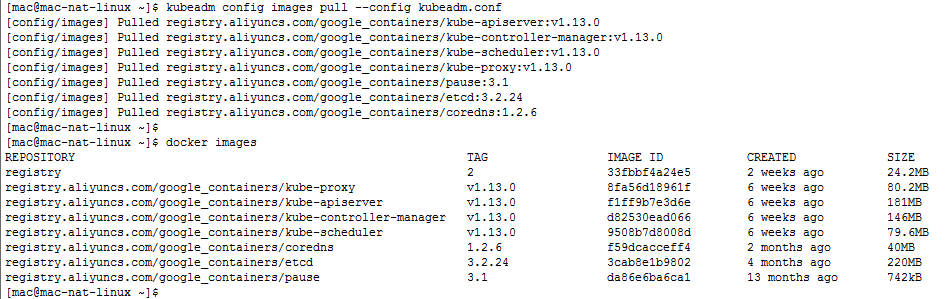 [mac@mac-nat-linux ~]$ kubeadm config images pull --config kubeadm.conf
[config/images] Pulled registry.aliyuncs.com/google_containers/kube-apiserver:v1.13.0
[config/images] Pulled registry.aliyuncs.com/google_containers/kube-controller-manager:v1.13.0
[config/images] Pulled registry.aliyuncs.com/google_containers/kube-scheduler:v1.13.0
[config/images] Pulled registry.aliyuncs.com/google_containers/kube-proxy:v1.13.0
[config/images] Pulled registry.aliyuncs.com/google_containers/pause:3.1
[config/images] Pulled registry.aliyuncs.com/google_containers/etcd:3.2.24
[config/images] Pulled registry.aliyuncs.com/google_containers/coredns:1.2.6
[mac@mac-nat-linux ~]$
[mac@mac-nat-linux ~]$ docker images
REPOSITORY TAG IMAGE ID CREATED SIZE
registry 2 33fbbf4a24e5 2 weeks ago 24.2MB
registry.aliyuncs.com/google_containers/kube-proxy v1.13.0 8fa56d18961f 6 weeks ago 80.2MB
registry.aliyuncs.com/google_containers/kube-apiserver v1.13.0 f1ff9b7e3d6e 6 weeks ago 181MB
registry.aliyuncs.com/google_containers/kube-controller-manager v1.13.0 d82530ead066 6 weeks ago 146MB
registry.aliyuncs.com/google_containers/kube-scheduler v1.13.0 9508b7d8008d 6 weeks ago 79.6MB
registry.aliyuncs.com/google_containers/coredns 1.2.6 f59dcacceff4 2 months ago 40MB
registry.aliyuncs.com/google_containers/etcd 3.2.24 3cab8e1b9802 4 months ago 220MB
registry.aliyuncs.com/google_containers/pause 3.1 da86e6ba6ca1 13 months ago 742kB
[mac@mac-nat-linux ~]$